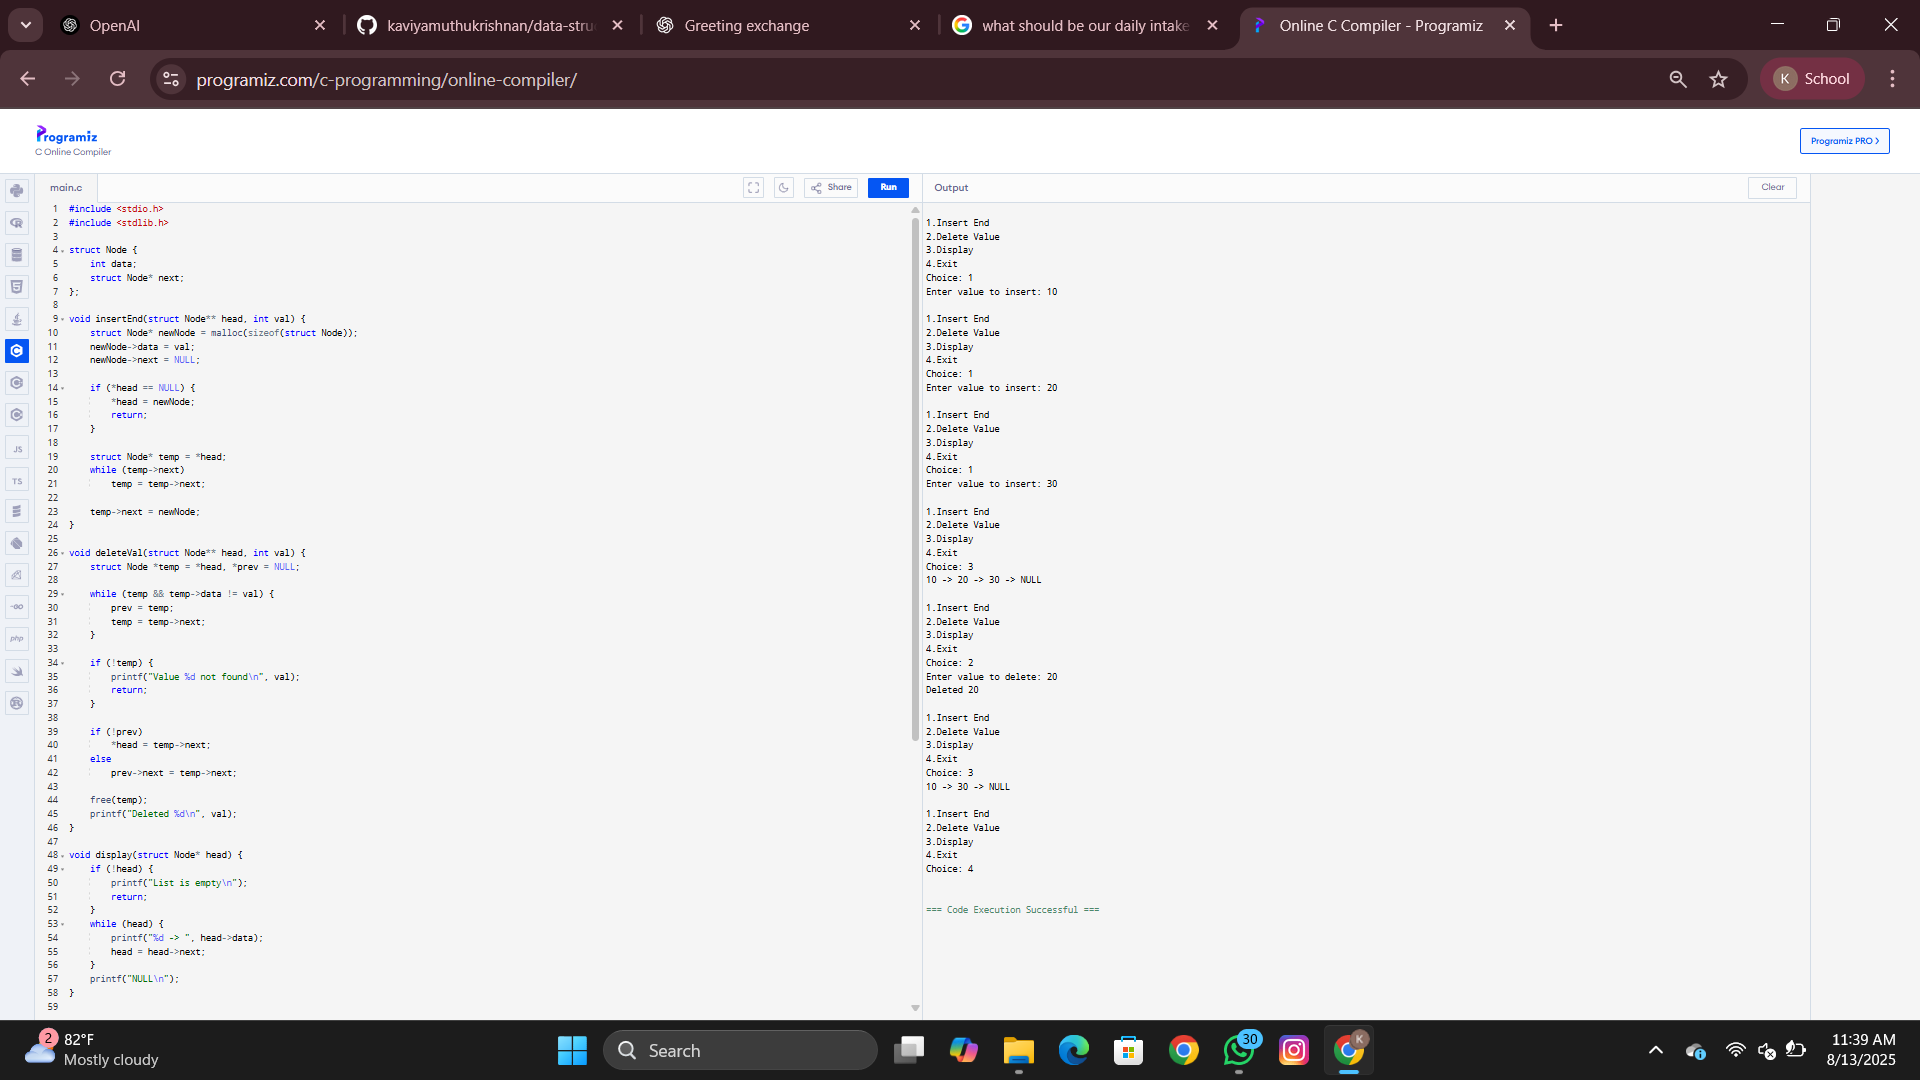 OpenAI
kaviyamuthukrishnan/data-stru
Greeting exchange
what should be our daily intake
Online C Compiler - Programiz
programiz.com/c-programming/online-compiler/
K School
Programiz
C Online Compiler
Programiz PRO >
main.c
Share
Run
Output
Clear
1 #include <stdio.h>
2 #include <stdlib.h>
3
4 struct Node {
5 int data;
6 struct Node* next;
7 };
8
9 void insertEnd(struct Node** head, int val) {
10 struct Node* newNode = malloc(sizeof(struct Node));
11 newNode->data = val;
12 newNode->next = NULL;
13
14 if (*head == NULL) {
15 *head = newNode;
16 return;
17 }
18
19 struct Node* temp = *head;
20 while (temp->next)
21 temp = temp->next;
22
23 temp->next = newNode;
24 }
25
26 void deleteVal(struct Node** head, int val) {
27 struct Node *temp = *head, *prev = NULL;
28
29 while (temp && temp->data != val) {
30 prev = temp;
31 temp = temp->next;
32 }
33
34 if (!temp) {
35 printf("Value %d not found\n", val);
36 return;
37 }
38
39 if (!prev)
40 *head = temp->next;
41 else
42 prev->next = temp->next;
43
44 free(temp);
45 printf("Deleted %d\n", val);
46 }
47
48 void display(struct Node* head) {
49 if (!head) {
50 printf("List is empty\n");
51 return;
52 }
53 while (head) {
54 printf("%d -> ", head->data);
55 head = head->next;
56 }
57 printf("NULL\n");
58 }
59
1.Insert End
2.Delete Value
3.Display
4.Exit
Choice: 1
Enter value to insert: 10
1.Insert End
2.Delete Value
3.Display
4.Exit
Choice: 1
Enter value to insert: 20
1.Insert End
2.Delete Value
3.Display
4.Exit
Choice: 1
Enter value to insert: 30
1.Insert End
2.Delete Value
3.Display
4.Exit
Choice: 3
10 -> 20 -> 30 -> NULL
1.Insert End
2.Delete Value
3.Display
4.Exit
Choice: 2
Enter value to delete: 20
Deleted 20
1.Insert End
2.Delete Value
3.Display
4.Exit
Choice: 3
10 -> 30 -> NULL
1.Insert End
2.Delete Value
3.Display
4.Exit
Choice: 4
=== Code Execution Successful ===
JS
TS
GO
php
2
82°F
Mostly cloudy
Search
30
K
11:39 AM
8/13/2025